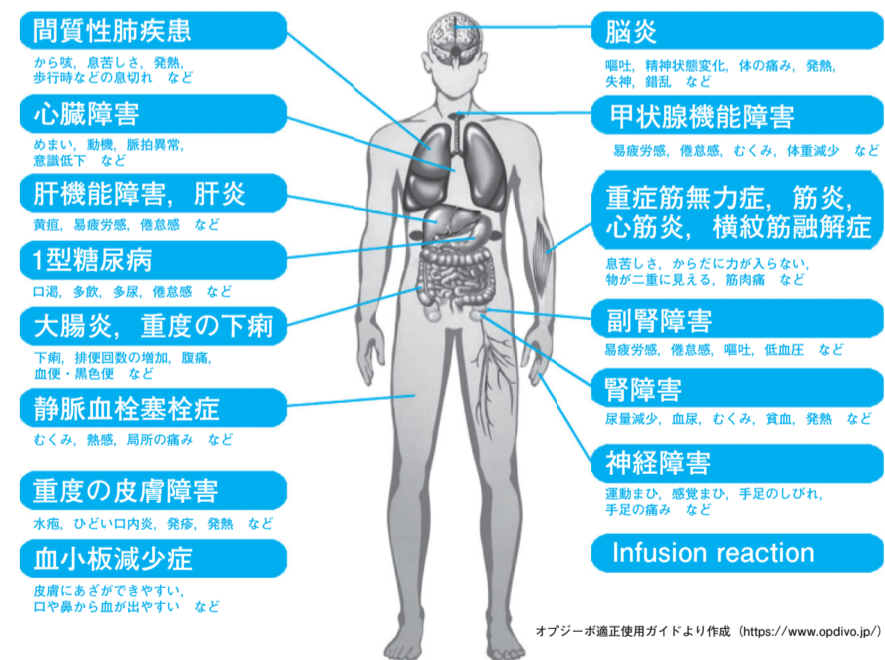 間質性肺疾患
から咳，息苦しさ，発熱，
歩行時などの息切れ　など
心臓障害
めまい，動機，脈拍異常，
意識低下　など
肝機能障害，肝炎
黄疸，易疲労感，倦怠感　など
1型糖尿病
口渇，多飲，多尿，倦怠感　など
大腸炎，重度の下痢
下痢，排便回数の増加，腹痛，
血便・黒色便　など
静脈血栓塞栓症
むくみ，熱感，局所の痛み　など
重度の皮膚障害
水疱，ひどい口内炎，発疹，発熱　など
血小板減少症
皮膚にあざができやすい，
口や鼻から血が出やすい　など
脳炎
嘔吐，精神状態変化，体の痛み，発熱，
失神，錯乱　など
甲状腺機能障害
易疲労感，倦怠感，むくみ，体重減少　など
重症筋無力症，筋炎，
心筋炎，横紋筋融解症
息苦しさ，からだに力が入らない，
物が二重に見える，筋肉痛　など
副腎障害
易疲労感，倦怠感，嘔吐，低血圧　など
腎障害
尿量減少，血尿，むくみ，貧血，発熱　など
神経障害
運動まひ，感覚まひ，手足のしびれ，
手足の痛み　など
Infusion reaction
オプジーボ適正使用ガイドより作成（https://www.opdivo.jp/）